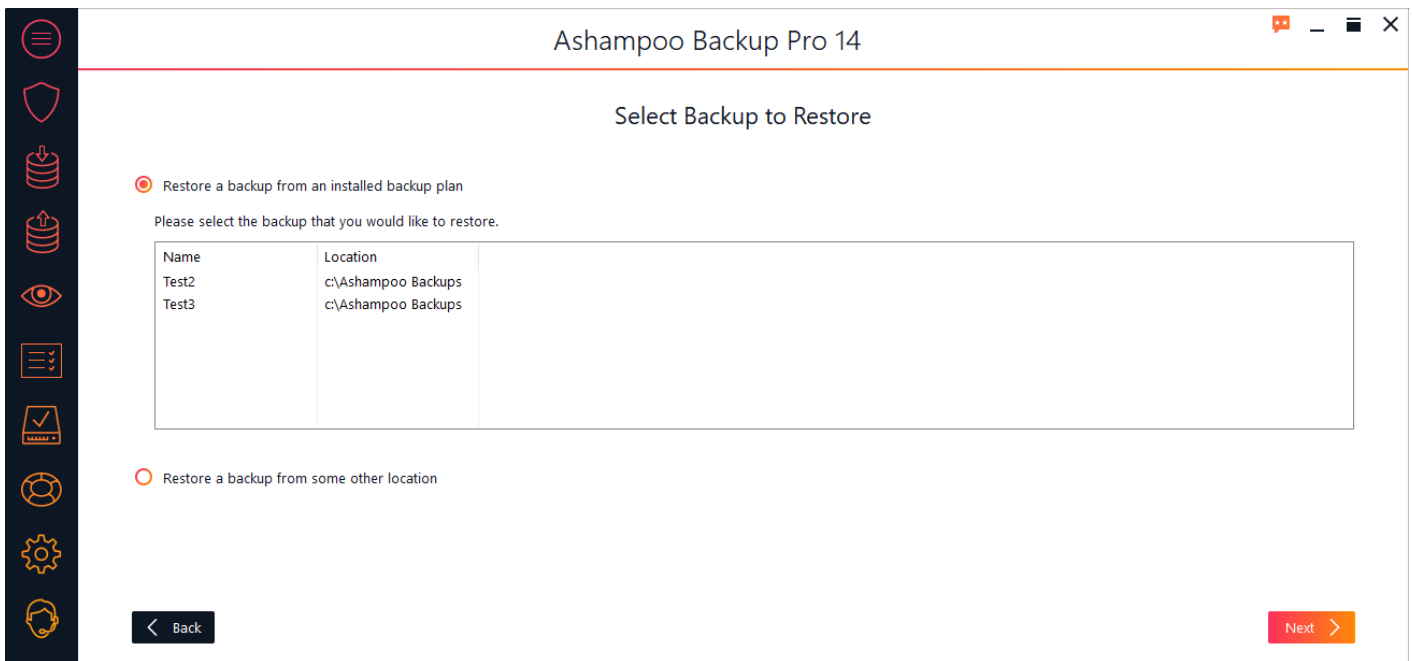 Ashampoo Backup Pro 14
Select Backup to Restore
Restore a backup from an installed backup plan
Please select the backup that you would like to restore.
Name Location
Test2 c:\Ashampoo Backups
Test3 c:\Ashampoo Backups
Restore a backup from some other location
Back Next